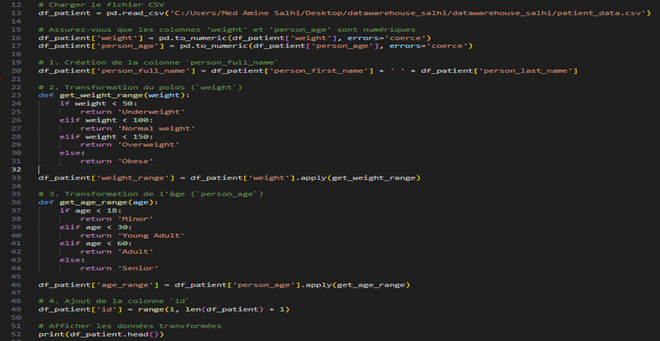 12 # Charger le fichier CSV
13 df_patient = pd.read_csv('C:/Users/Med Amine Salhi/Desktop/datawarehouse_salhi/datawarehouse_salhi/patient_data.csv')
14
15 # Assurez-vous que les colonnes 'weight' et 'person_age' sont numériques
16 df_patient['weight'] = pd.to_numeric(df_patient['weight'], errors='coerce')
17 df_patient['person_age'] = pd.to_numeric(df_patient['person_age'], errors='coerce')
18
19 # 1. Création de la colonne `person_full_name`
20 df_patient['person_full_name'] = df_patient['person_first_name'] + ' ' + df_patient['person_last_name']
21
22 # 2. Transformation du poids (`weight`)
23 def get_weight_range(weight):
24     if weight < 50:
25         return 'Underweight'
26     elif weight < 100:
27         return 'Normal weight'
28     elif weight < 150:
29         return 'Overweight'
30     else:
31         return 'Obese'
32
33 df_patient['weight_range'] = df_patient['weight'].apply(get_weight_range)
34
35 # 3. Transformation de l'âge (`person_age`)
36 def get_age_range(age):
37     if age < 18:
38         return 'Minor'
39     elif age < 30:
40         return 'Young Adult'
41     elif age < 60:
42         return 'Adult'
43     else:
44         return 'Senior'
45
46 df_patient['age_range'] = df_patient['person_age'].apply(get_age_range)
47
48 # 4. Ajout de la colonne `id`
49 df_patient['id'] = range(1, len(df_patient) + 1)
50
51 # Afficher les données transformées
52 print(df_patient.head())